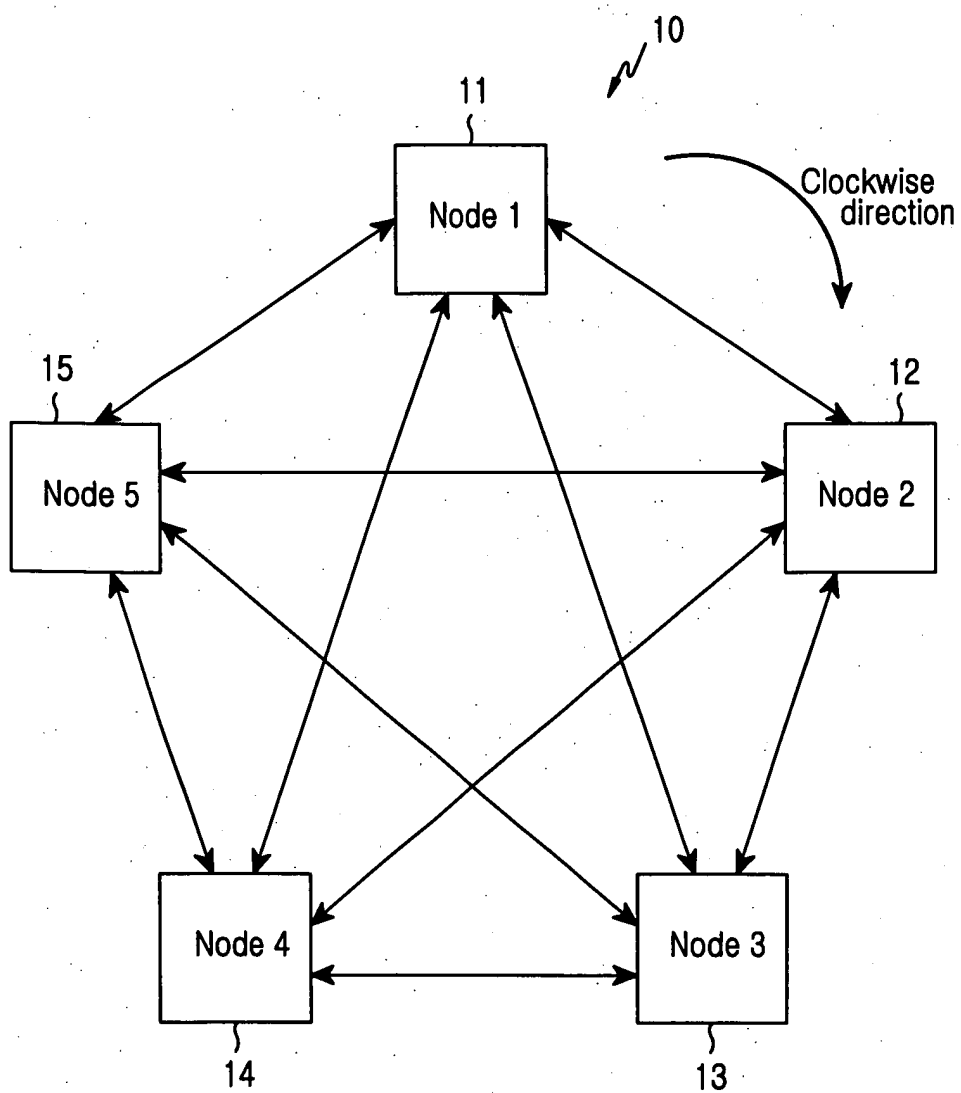 10
11
Node 1
Clockwise
direction
15
12
Node 5
Node 2
Node 4
Node 3
14
13